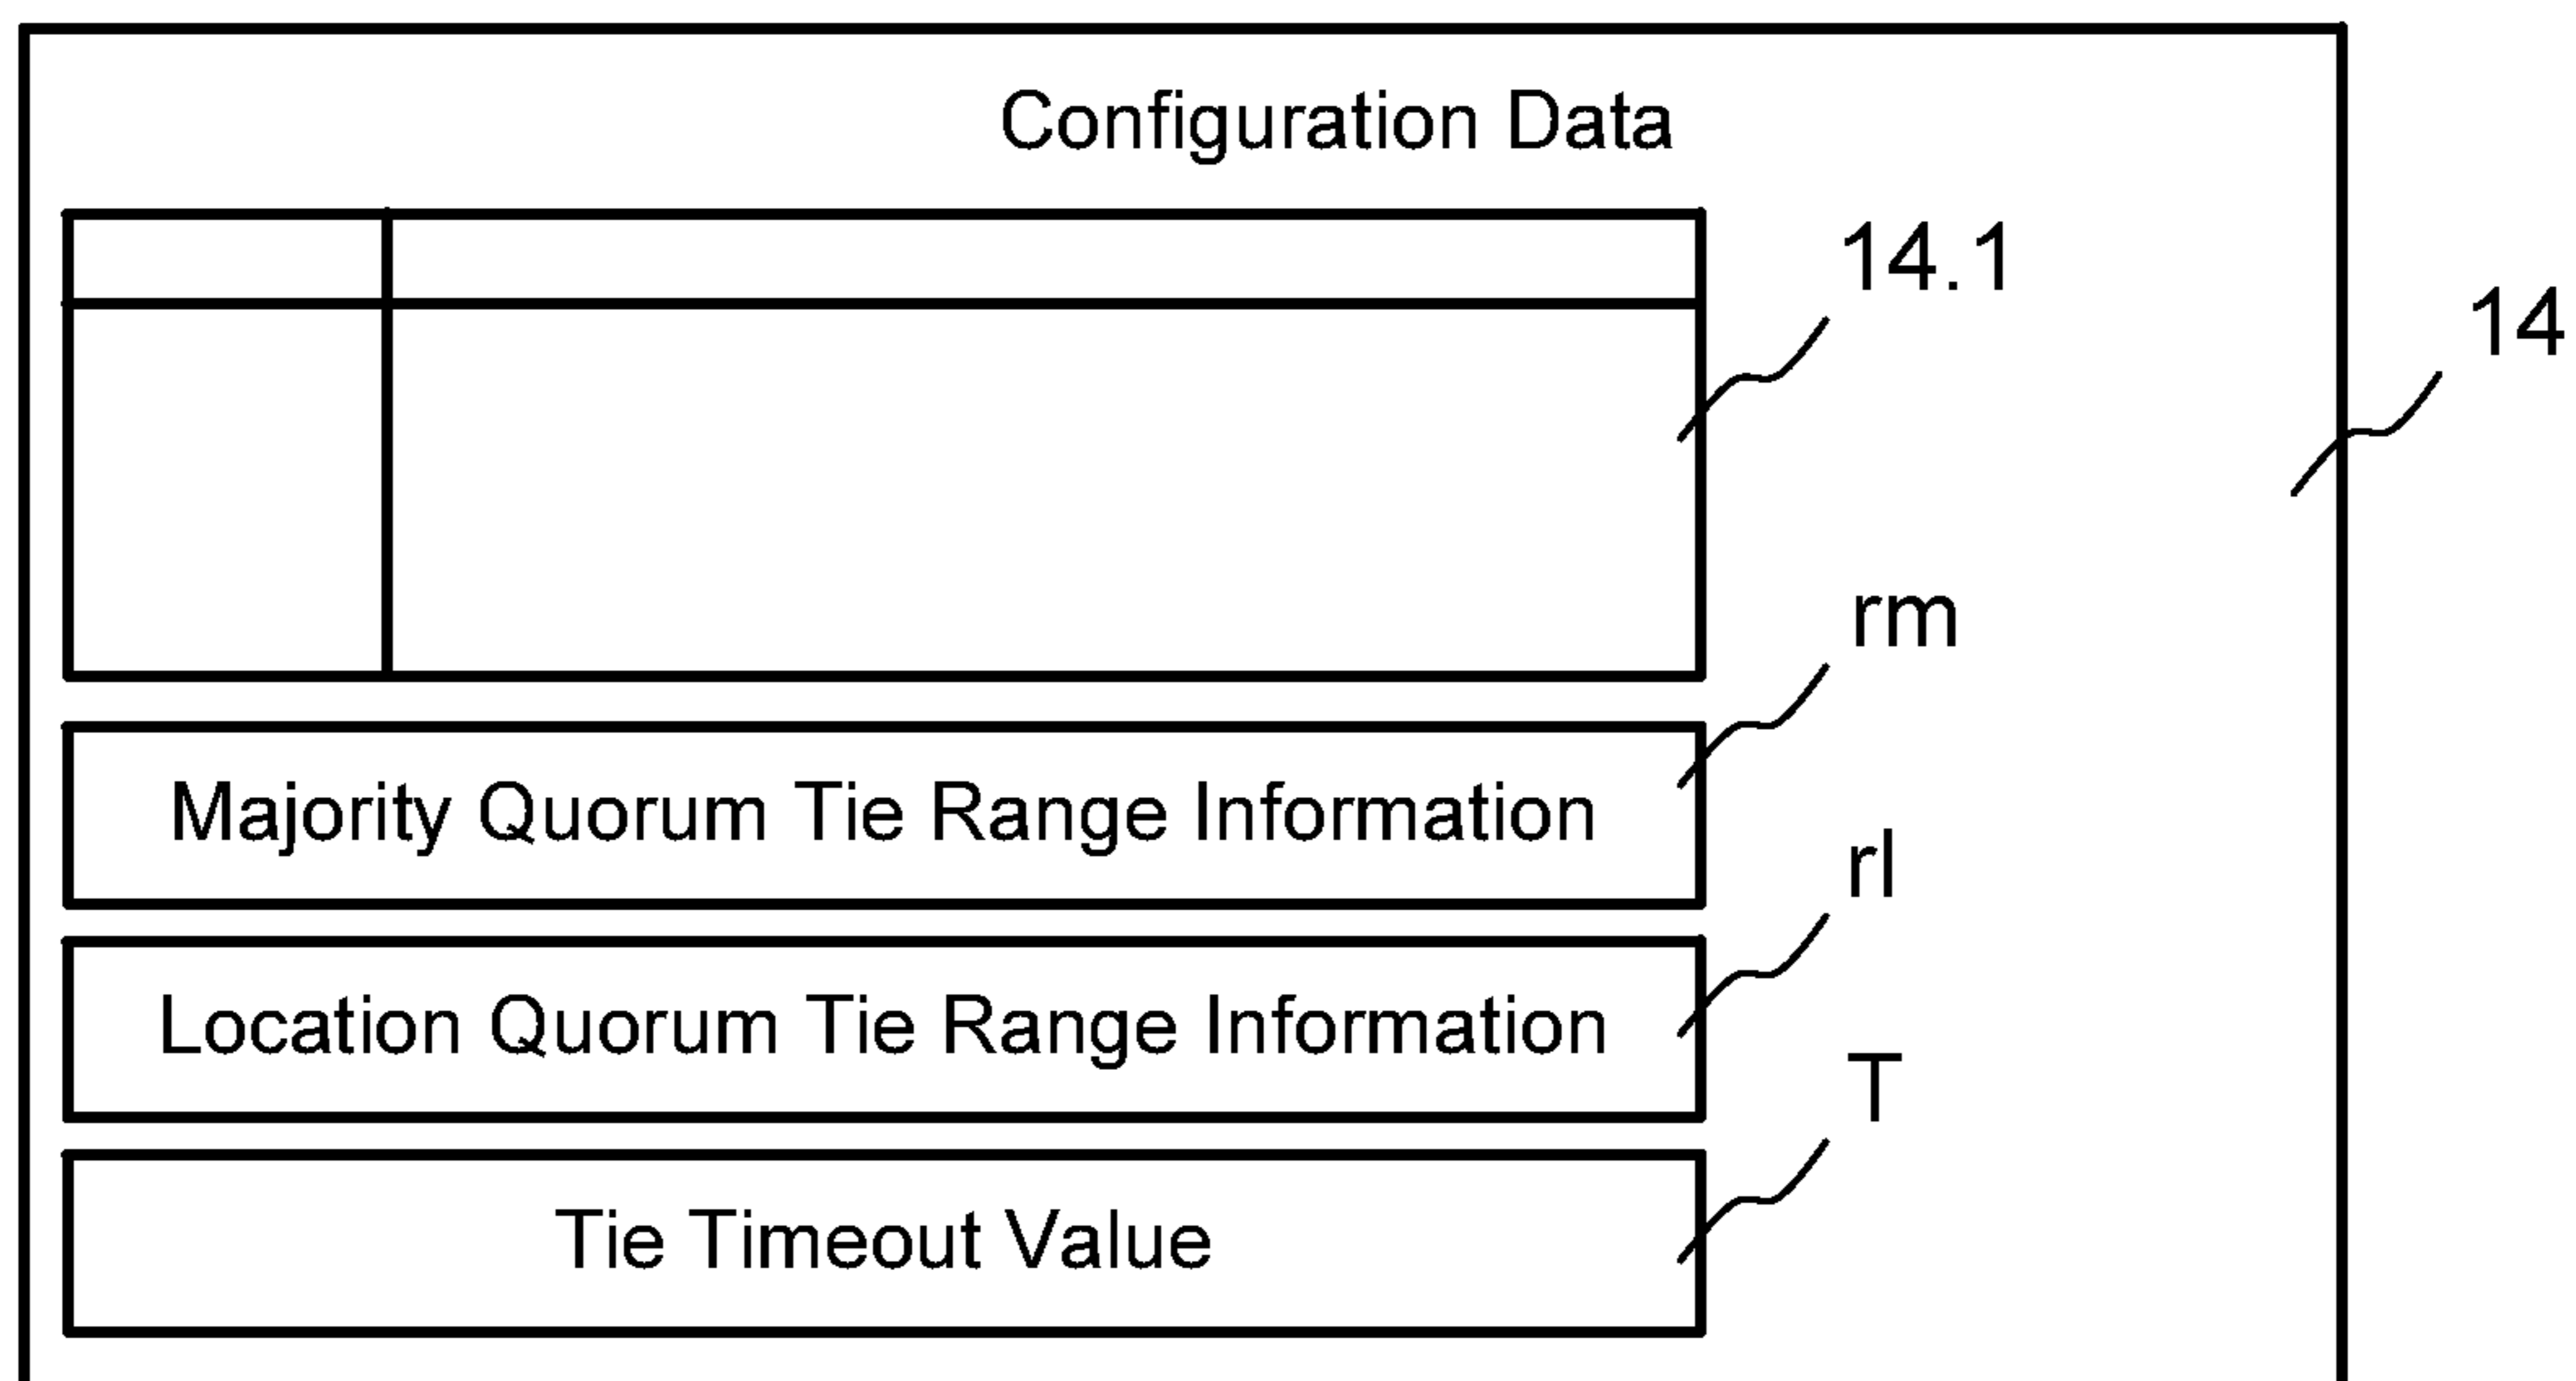 Configuration Data
14.1
14
rm
Majority Quorum Tie Range Information
rl
Location Quorum Tie Range Information
T
Tie Timeout Value